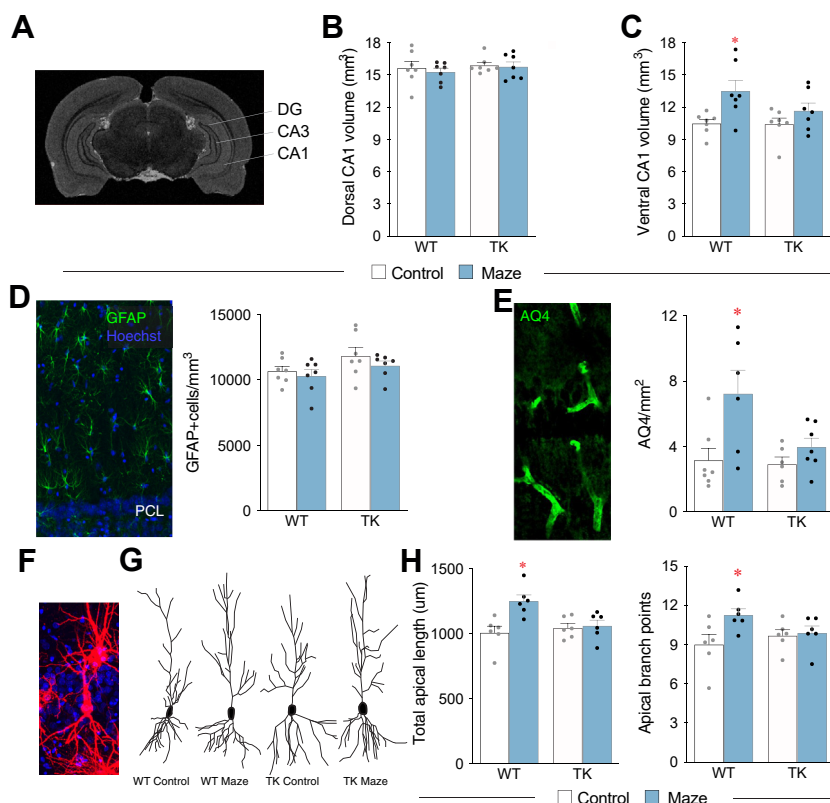 A
DG
CA3
CA1
B
Dorsal CA1 volume (mm3)
18
15
12
9
6
3
0
WT
TK
C
Ventral CA1 volume (mm3)
18
15
12
9
6
3
0
*
WT
TK
Control
Maze
D
GFAP
Hoechst
PCL
GFAP+cells/mm3
15000
10000
5000
0
WT
TK
E
AQ4
AQ4/mm2
12
8
4
0
*
WT
TK
F
G
WT Control
WT Maze
TK Control
TK Maze
H
Total apical length (um)
1500
1000
500
0
*
WT
TK
Apical branch points
15
12
9
6
3
0
*
WT
TK
Control
Maze